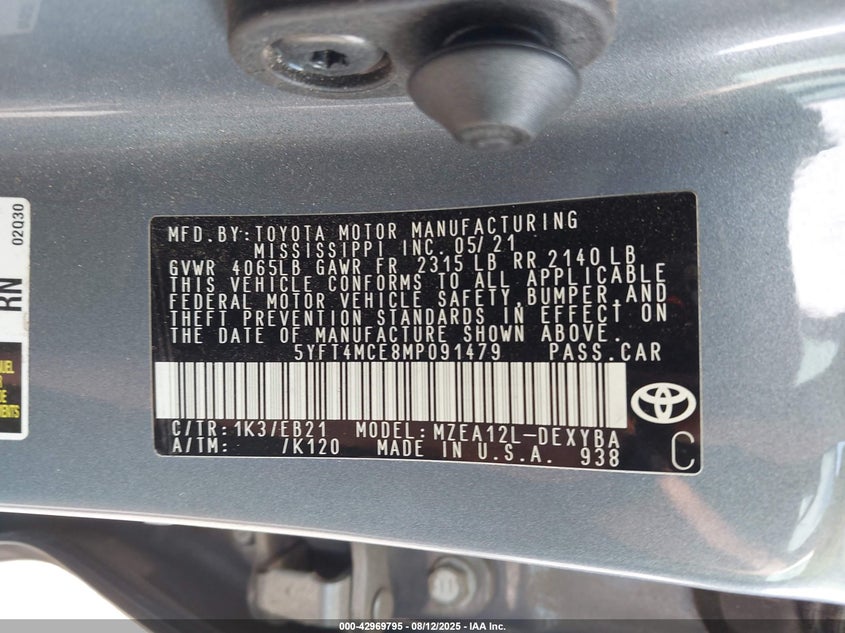 MFD. BY: TOYOTA MOTOR MANUFACTURING
MISSISSIPPI INC. 05/21
GVWR 4065LB GAWR FR 2315 LB RR 2140 LB
THIS VEHICLE CONFORMS TO ALL APPLICABLE
FEDERAL MOTOR VEHICLE SAFETY, BUMPER, AND
THEFT PREVENTION STANDARDS IN EFFECT ON
THE DATE OF MANUFACTURE SHOWN ABOVE.
5YFT4MCE8MP091479 PASS. CAR
C/TR: 1K3/EB21 MODEL: MZEA12L-DEXYBA
A/TM: /K120 MADE IN U.S.A. 938
C
02Q30
RN
000-42969795 - 08/12/2025 - IAA Inc.